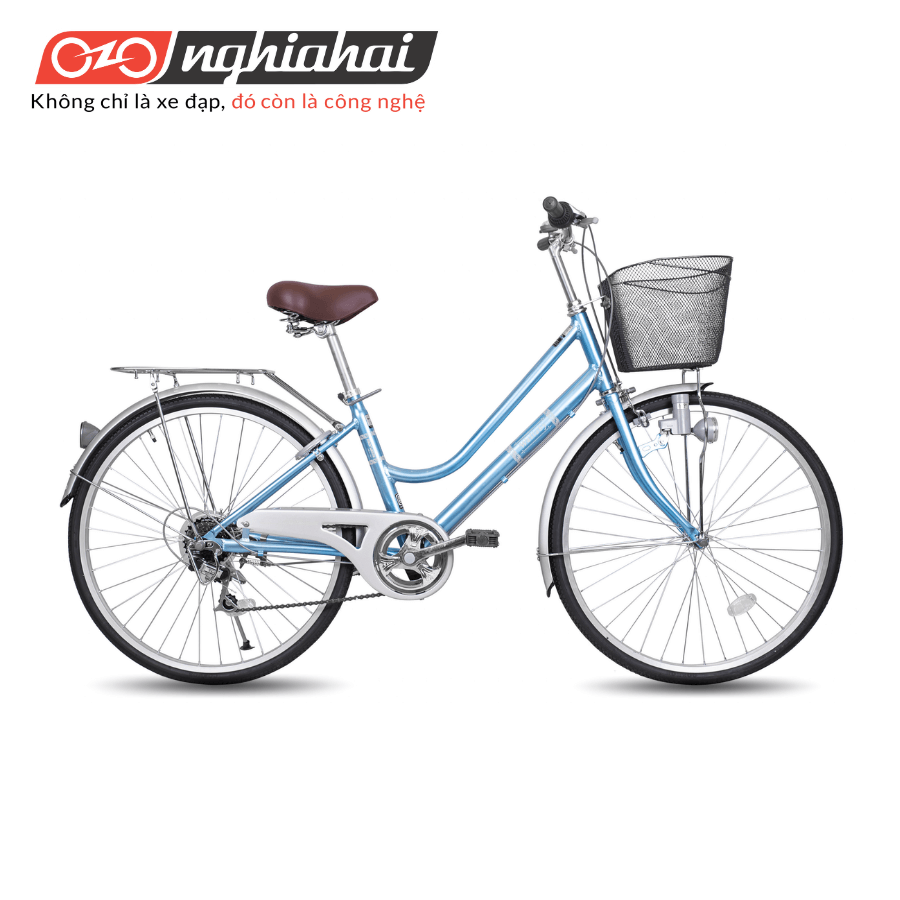 nghiahai
Không chỉ là xe đạp, đó còn là công nghệ